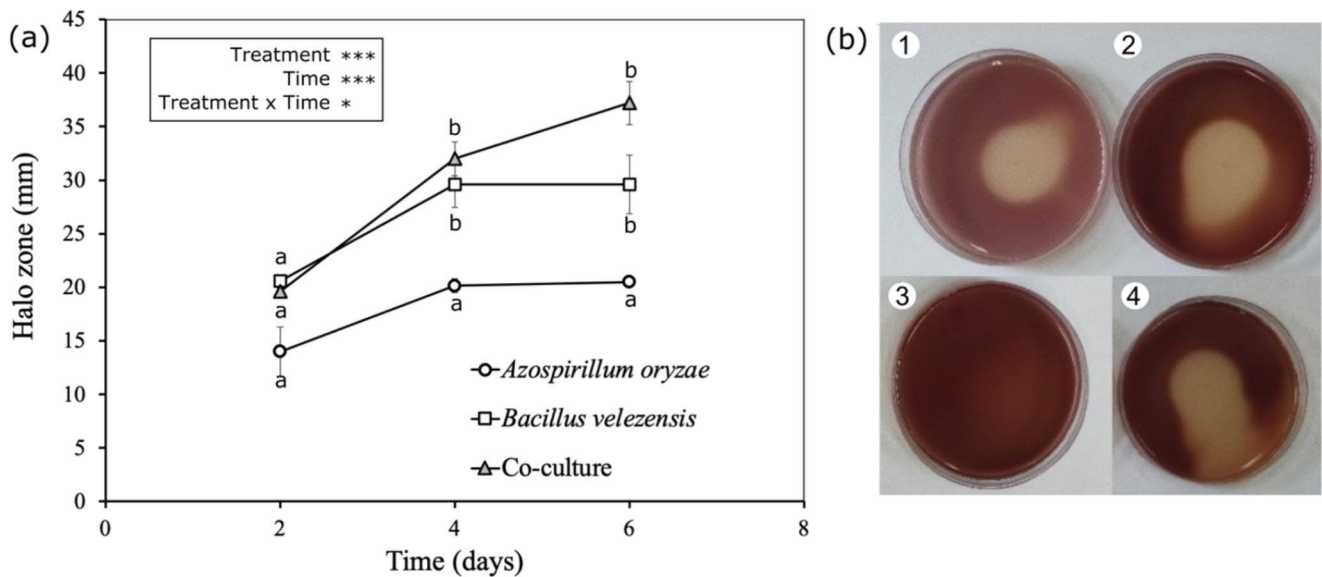 (a)
Treatment ***
Time ***
Treatment x Time *
Halo zone (mm)
45
40
35
30
25
20
15
10
5
0
a
a
a
b
b
a
b
b
a
Azospirillum oryzae
Bacillus velezensis
Co-culture
0 2 4 6 8
Time (days)
(b)
1 2
3 4